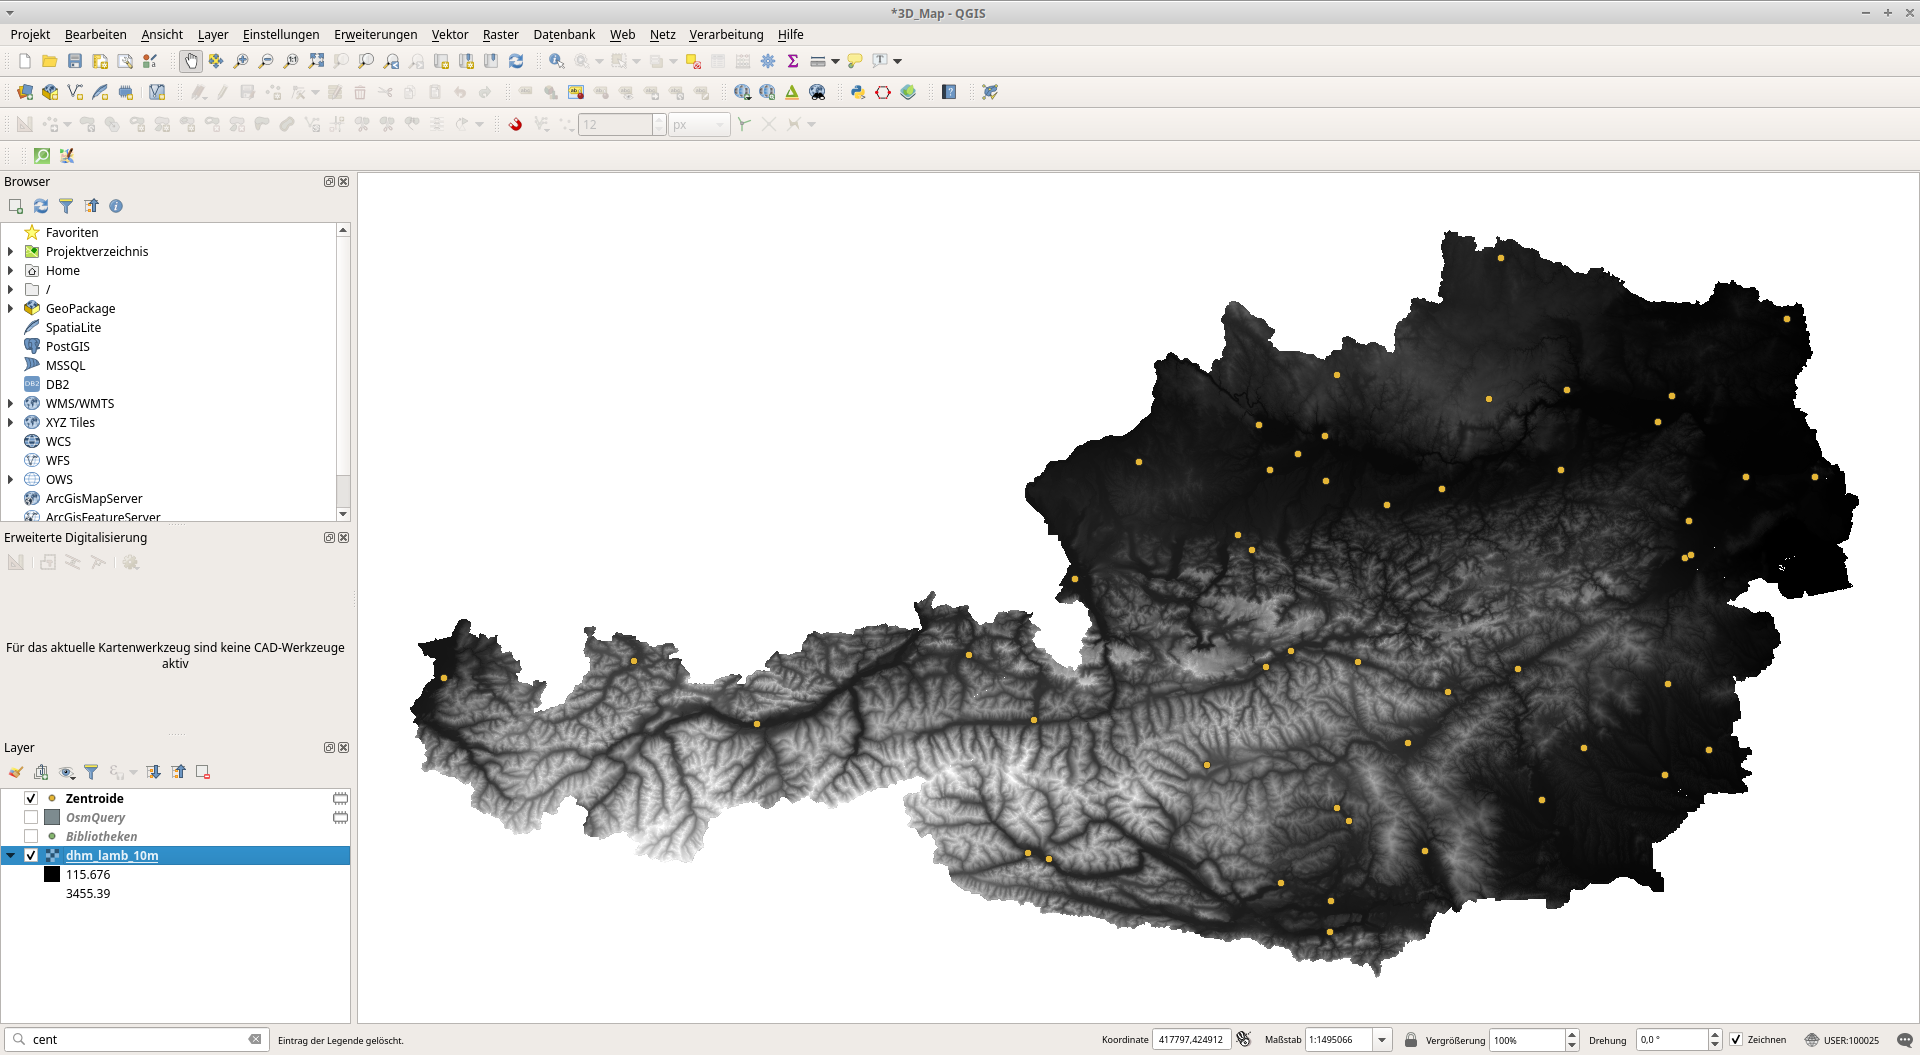 *3D_Map - QGIS
Projekt Bearbeiten Ansicht Layer Einstellungen Erweiterungen Vektor Raster Datenbank Web Netz Verarbeitung Hilfe
12 px
Browser
Favoriten
Projektverzeichnis
Home
/
GeoPackage
SpatiaLite
PostGIS
MSSQL
DB2
WMS/WMTS
XYZ Tiles
WCS
WFS
OWS
ArcGisMapServer
ArcGisFeatureServer
Erweiterte Digitalisierung
Für das aktuelle Kartenwerkzeug sind keine CAD-Werkzeuge
aktiv
Layer
Zentroide
OsmQuery
Bibliotheken
dhm_lamb_10m
115.676
3455.39
cent Eintrag der Legende gelöscht. Koordinate 417797,424912 Maßstab 1:1495066 Vergrößerung 100% Drehung 0,0 ° Zeichnen USER:100025